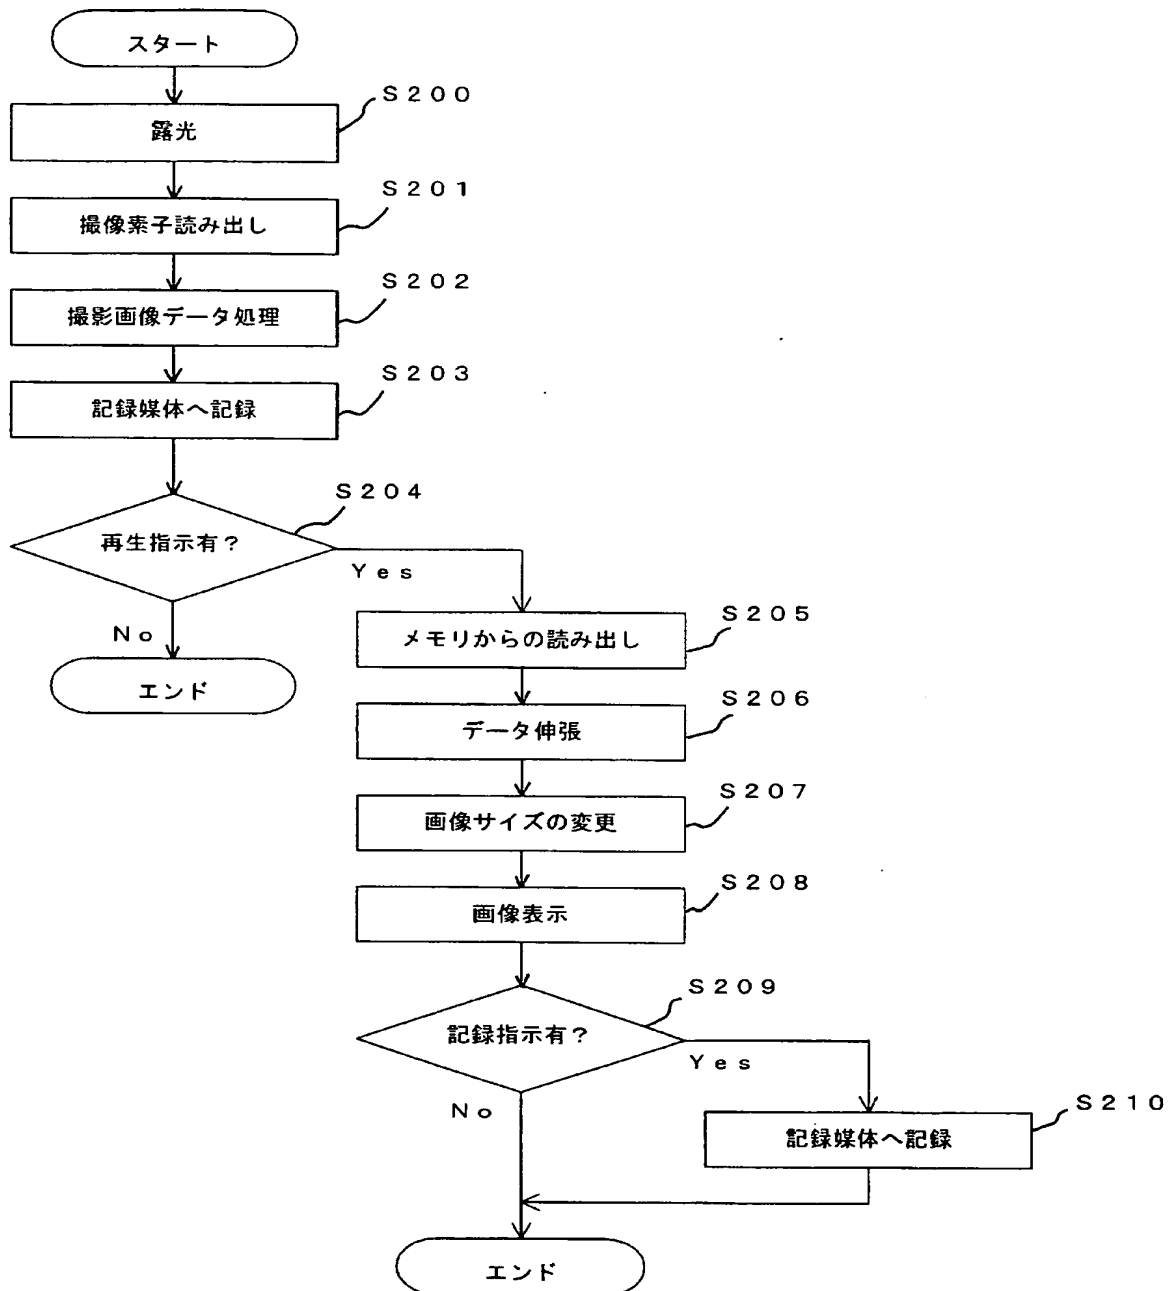 スタート
S200
露光
S201
撮像素子読み出し
S202
撮影画像データ処理
S203
記録媒体へ記録
S204
再生指示有？
Yes
No
エンド
S205
メモリからの読み出し
S206
データ伸張
S207
画像サイズの変更
S208
画像表示
S209
記録指示有？
Yes
No
S210
記録媒体へ記録
エンド